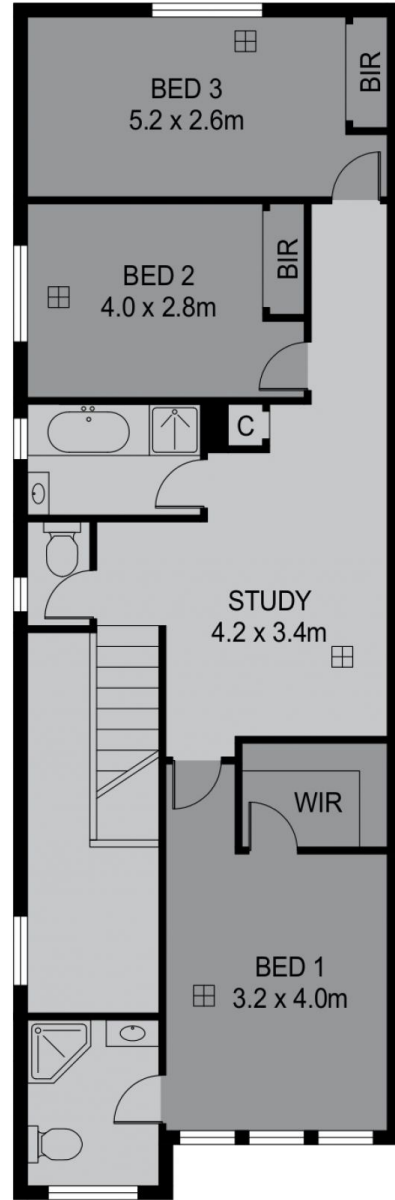 BED 3
5.2 x 2.6m
BIR
BED 2
4.0 x 2.8m
BIR
C
STUDY
4.2 x 3.4m
WIR
BED 1
3.2 x 4.0m